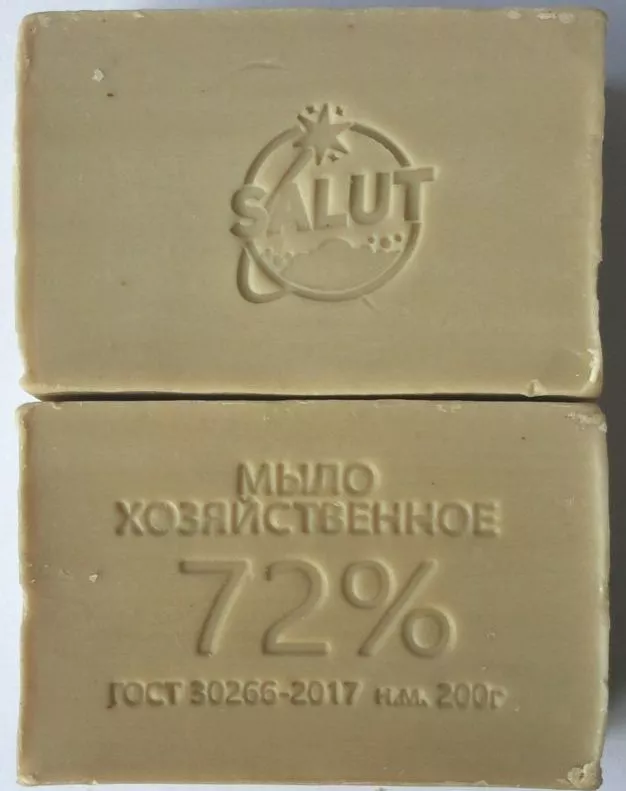 SALUT
МЫЛО
ХОЗЯЙСТВЕННОЕ
72%
ГОСТ 30266-2017 н.м. 200г